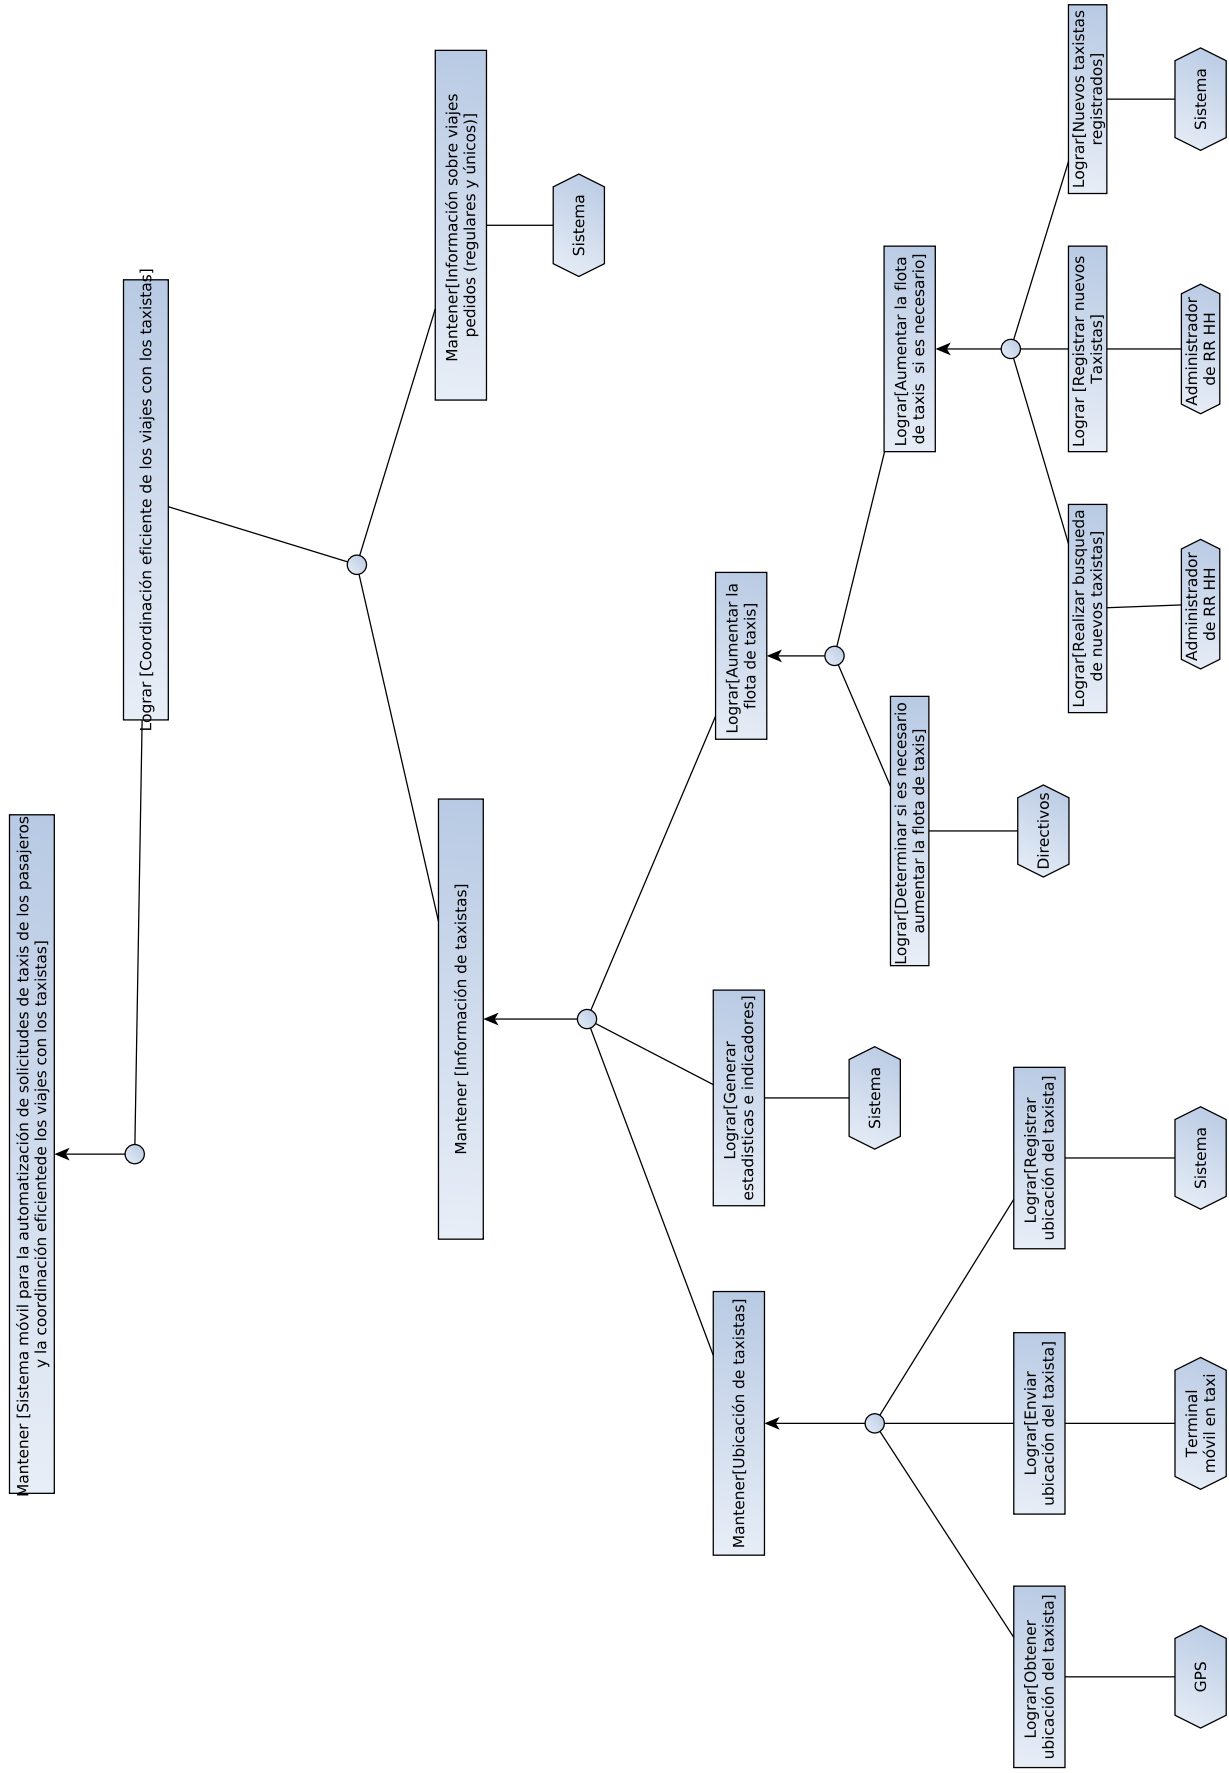 Mantener [Sistema móvil para la automatización de solicitudes de taxis de los pasajeros
y la coordinación eficientede los viajes con los taxistas]
Lograr [Coordinación eficiente de los viajes con los taxistas]
Mantener [Información de taxistas]
Mantener[Información sobre viajes
pedidos (regulares y únicos)]
Sistema
Mantener[Ubicación de taxistas]
Lograr[Generar
estadisticas e indicadores]
Lograr[Aumentar la
flota de taxis]
Sistema
Lograr[Determinar si es necesario
aumentar la flota de taxis]
Lograr[Aumentar la flota
de taxis si es necesario]
Directivos
Lograr[Obtener
ubicación del taxista]
Lograr[Enviar
ubicación del taxista]
Lograr[Registrar
ubicación del taxista]
Lograr[Realizar busqueda
de nuevos taxistas]
Lograr [Registrar nuevos
Taxistas]
Lograr[Nuevos taxistas
registrados]
GPS
Terminal
móvil en taxi
Sistema
Administrador
de RR HH
Administrador
de RR HH
Sistema